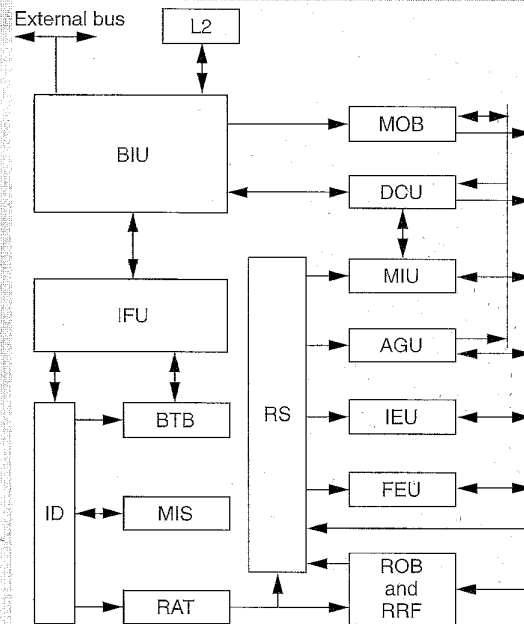 External bus
L2
BIU
MOB
DCU
IFU
MIU
AGU
RS
BTB
IEU
ID
MIS
FEU
RAT
ROB
and
RRF